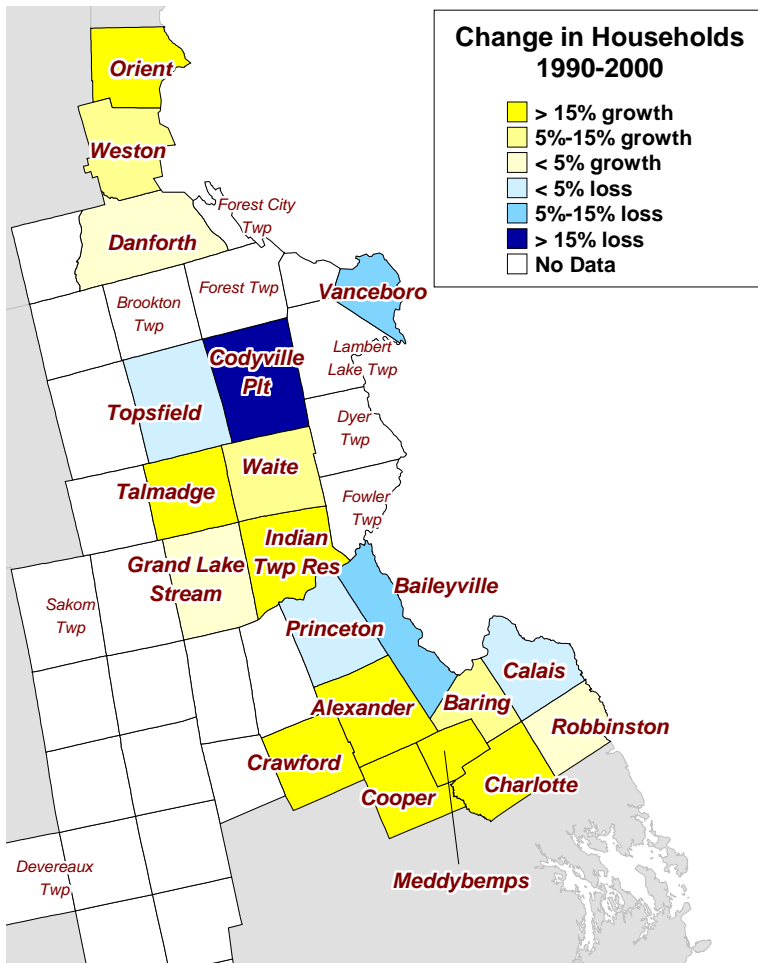 Change in Households
1990-2000
> 15% growth
5%-15% growth
< 5% growth
< 5% loss
5%-15% loss
> 15% loss
No Data
Orient
Weston
Forest City
Twp
Danforth
Forest Twp
Vanceboro
Brookton
Twp
Lambert
Lake Twp
Codyville
Plt
Topsfield
Dyer
Twp
Waite
Talmadge
Fowler
Twp
Indian
Twp Res
Grand Lake
Stream
Baileyville
Sakom
Twp
Princeton
Calais
Alexander
Baring
Robbinston
Crawford
Cooper
Charlotte
Devereaux
Twp
Meddybemps